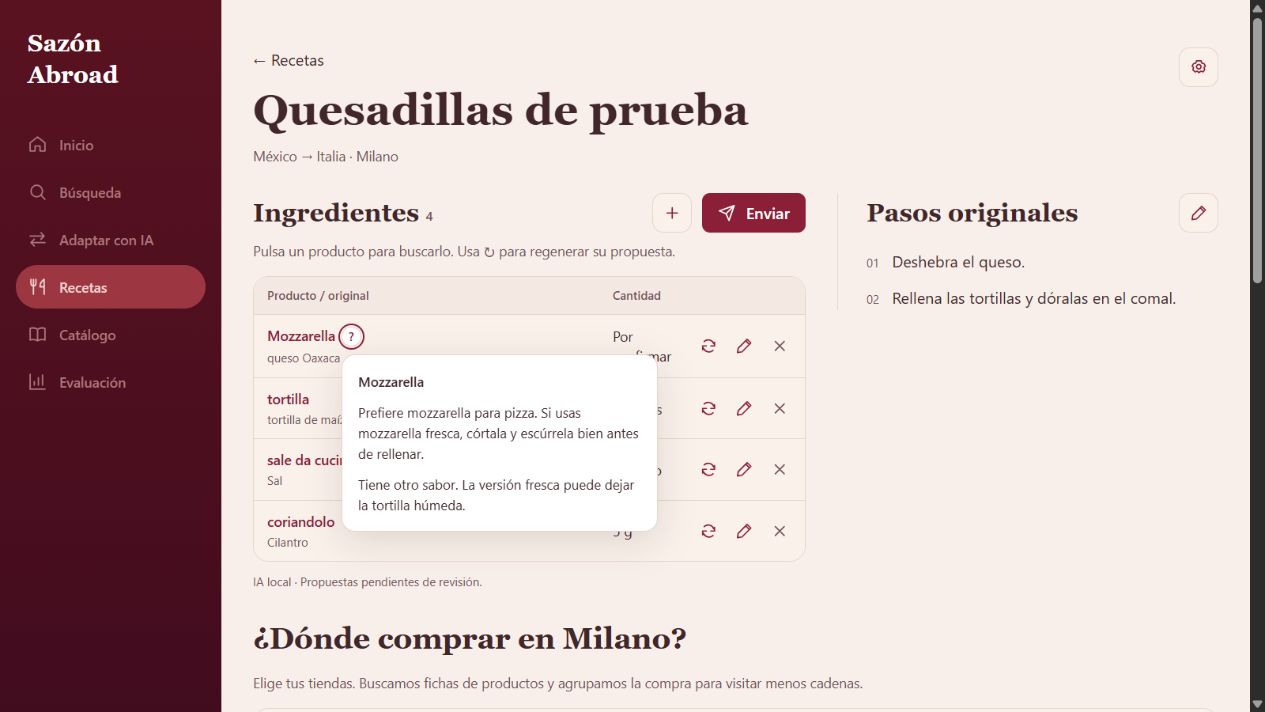 Sazón
Abroad
Inicio
Búsqueda
Adaptar con IA
Recetas
Catálogo
Evaluación
← Recetas
Quesadillas de prueba
México → Italia · Milano
Ingredientes 4
+
Enviar
Pulsa un producto para buscarlo. Usa ↻ para regenerar su propuesta.
Producto / original
Cantidad
Mozzarella ?
queso Oaxaca
Por
Mozzarella
Prefiere mozzarella para pizza. Si usas
mozzarella fresca, córtala y escúrrela bien antes
de rellenar.
Tiene otro sabor. La versión fresca puede dejar
la tortilla húmeda.
tortilla
tortilla de
sale da
Sal
coriandolo
Cilantro
IA local · Propuestas pendientes de revisión.
Pasos originales
01 Deshebra el queso.
02 Rellena las tortillas y dóralas en el comal.
¿Dónde comprar en Milano?
Elige tus tiendas. Buscamos fichas de productos y agrupamos la compra para visitar menos cadenas.